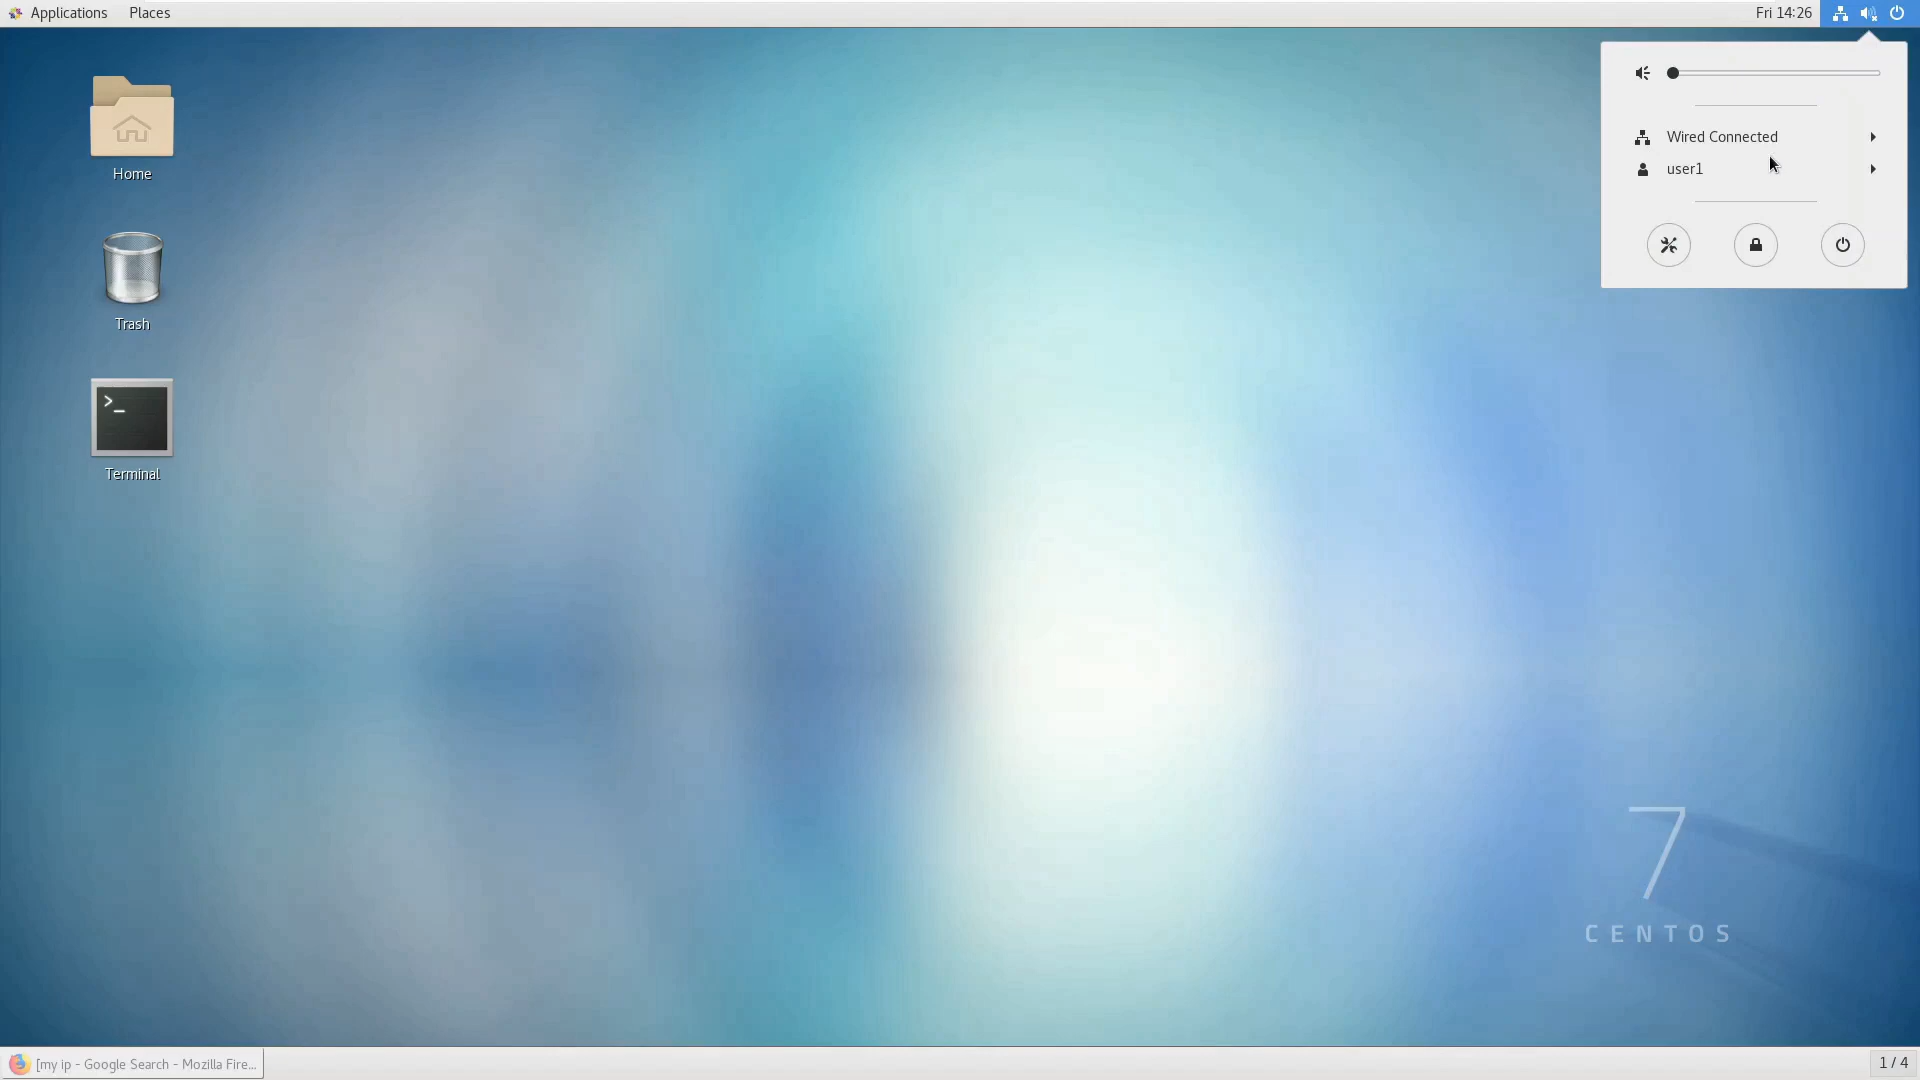 Applications Places Fri 14:26
Wired Connected
user1
Home
Trash
>_
Terminal
7
CENTOS
[my ip - Google Search - Mozilla Fire...
1 / 4